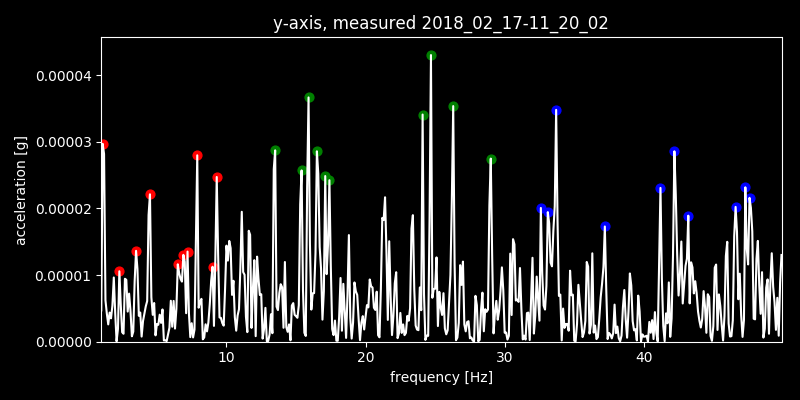 y-axis, measured 2018_02_17-11_20_02
acceleration [g]
0.00004
0.00003
0.00002
0.00001
0.00000
10 20 30 40
frequency [Hz]